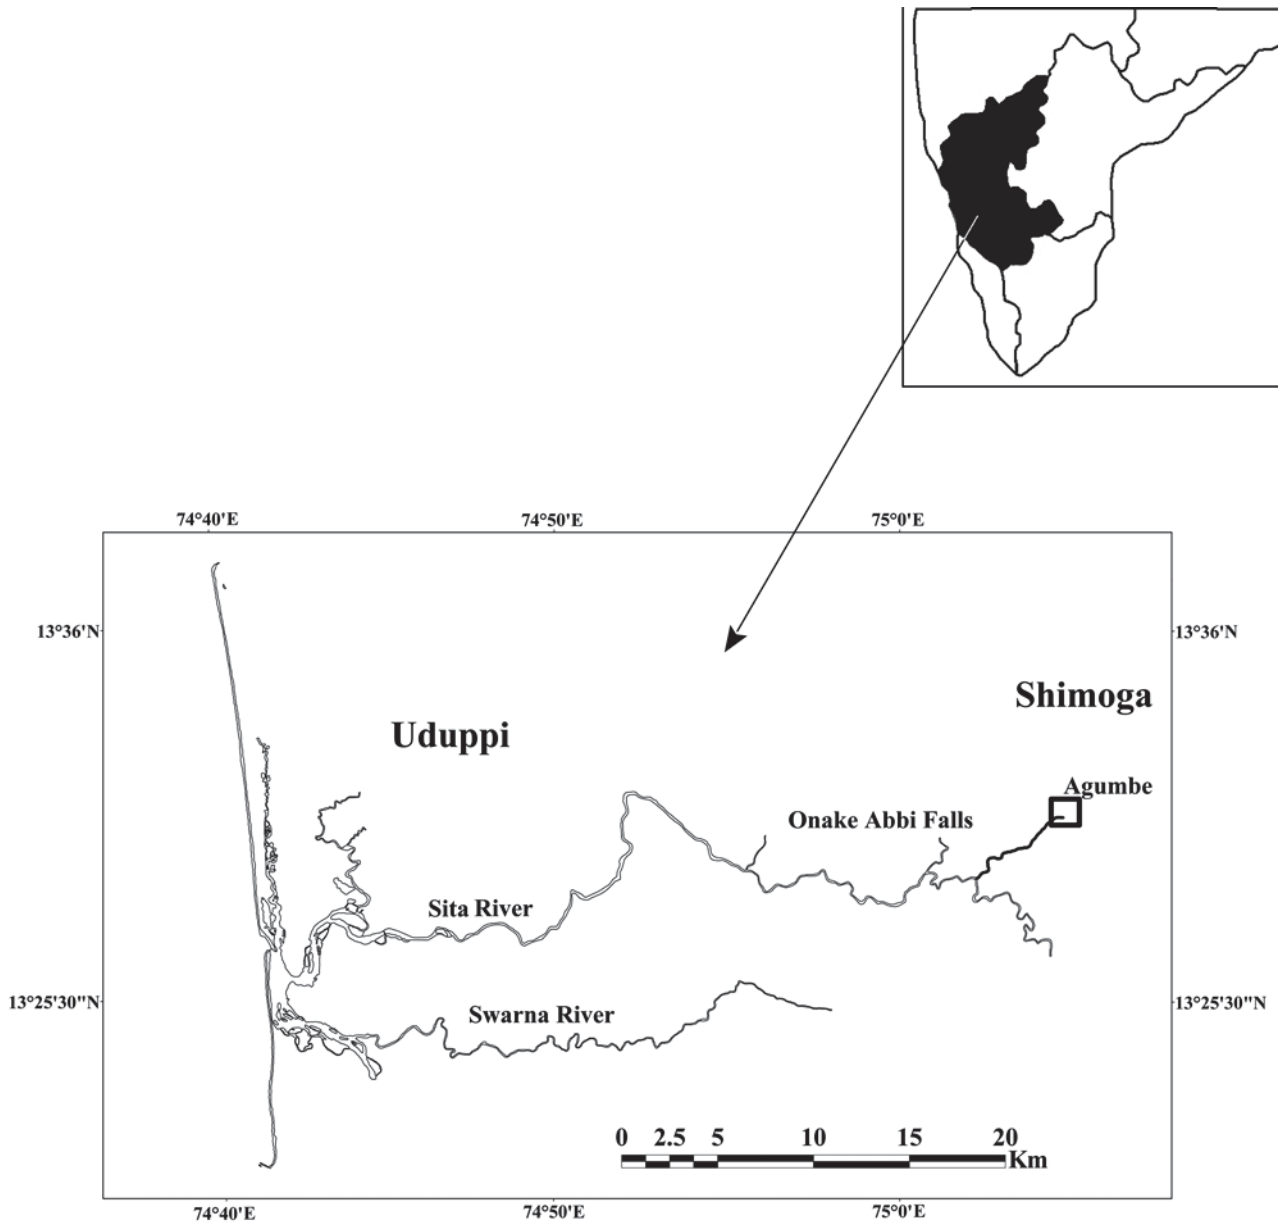 74°40'E 74°50'E 75°0'E
13°36'N 13°36'N
Shimoga
Uduppi
Agumbe
Onake Abbi Falls
Sita River
13°25'30"N 13°25'30"N
Swarna River
0 2.5 5 10 15 20
Km
74°40'E 74°50'E 75°0'E